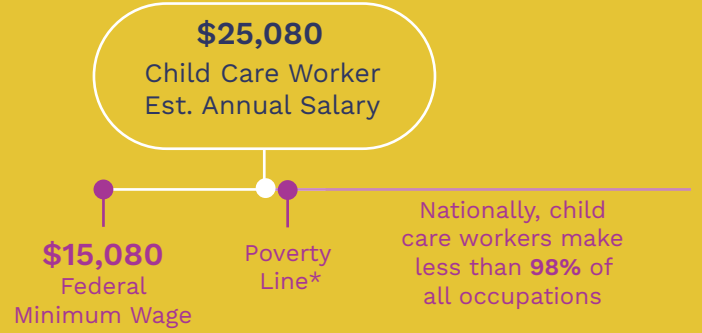 $25,080
Child Care Worker
Est. Annual Salary
$15,080
Federal
Minimum Wage
Poverty
Line*
Nationally, child
care workers make
less than 98% of
all occupations